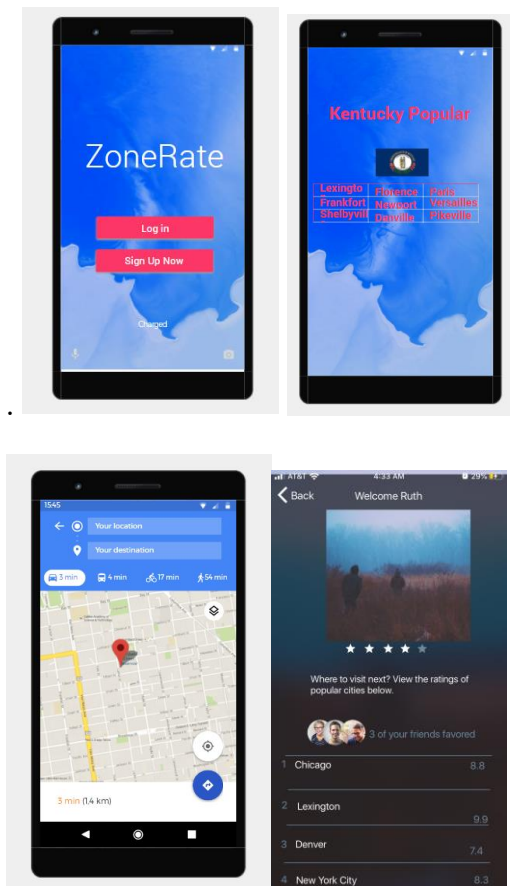 ZoneRate
Log in
Sign Up Now
Charged
Kentucky Popular
Lexingto Florence Paris
Frankfort Newport Versailles
Shelbyvill Danville Pikeville
15:45
Your location
Your destination
3 min 4 min 17 min 54 min
3 min (1,4 km)
AT&T 4:33 AM 29%
Back Welcome Ruth
Where to visit next? View the ratings of
popular cities below.
3 of your friends favored
1 Chicago 8.8
2 Lexington 9.9
3 Denver 7.4
4 New York City 8.3